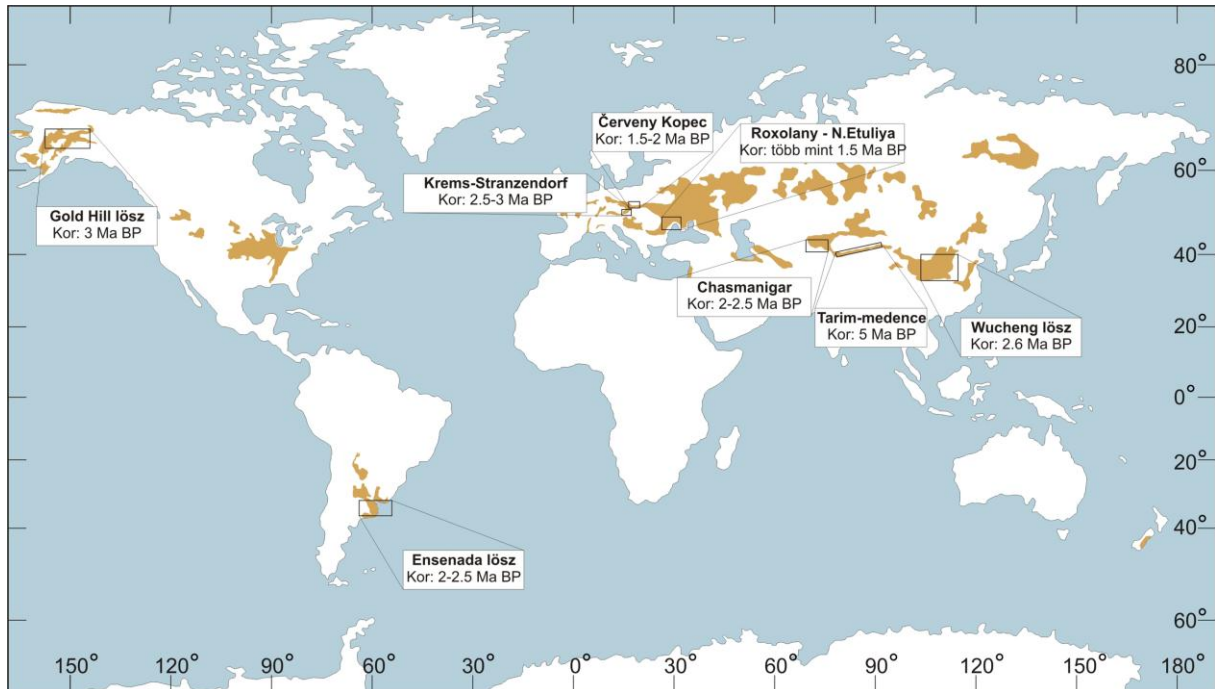 80°
Červeny Kopec
Kor: 1.5-2 Ma BP
Roxolany - N.Etuliya
Kor: több mint 1.5 Ma BP
60°
Krems-Stranzendorf
Kor: 2.5-3 Ma BP
Gold Hill lösz
Kor: 3 Ma BP
40°
Chasmanigar
Kor: 2-2.5 Ma BP
Tarim-medence
Kor: 5 Ma BP
Wucheng lösz
Kor: 2.6 Ma BP
20°
0°
20°
40°
Ensenada lösz
Kor: 2-2.5 Ma BP
60°
150° 120° 90° 60° 0° 30° 60° 90° 120° 150° 180°